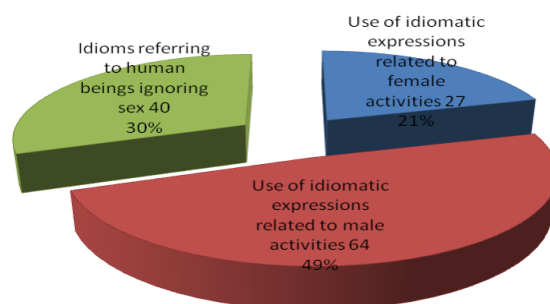 Idioms referring
to human
beings ignoring
sex 40
30%
Use of idiomatic
expressions
related to
female
activities 27
21%
Use of idiomatic
expressions
related to male
activities 64
49%